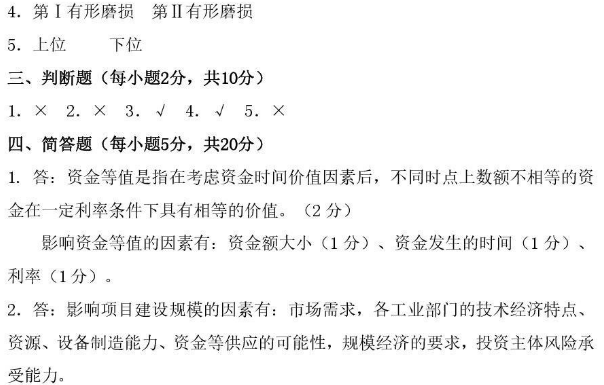 4．第Ⅰ有形磨损　第Ⅱ有形磨损
5．上位　　下位
三、判断题（每小题2分，共10分）
1．× 2．× 3．√ 4．√ 5．×
四、简答题（每小题5分，共20分）
1. 答：资金等值是指在考虑资金时间价值因素后，不同时点上数额不相等的资
金在一定利率条件下具有相等的价值。（2 分）
影响资金等值的因素有：资金额大小（1 分）、资金发生的时间（1 分）、
利率（1 分）。
2．答：影响项目建设规模的因素有：市场需求，各工业部门的技术经济特点、
资源、设备制造能力、资金等供应的可能性，规模经济的要求，投资主体风险承
受能力。